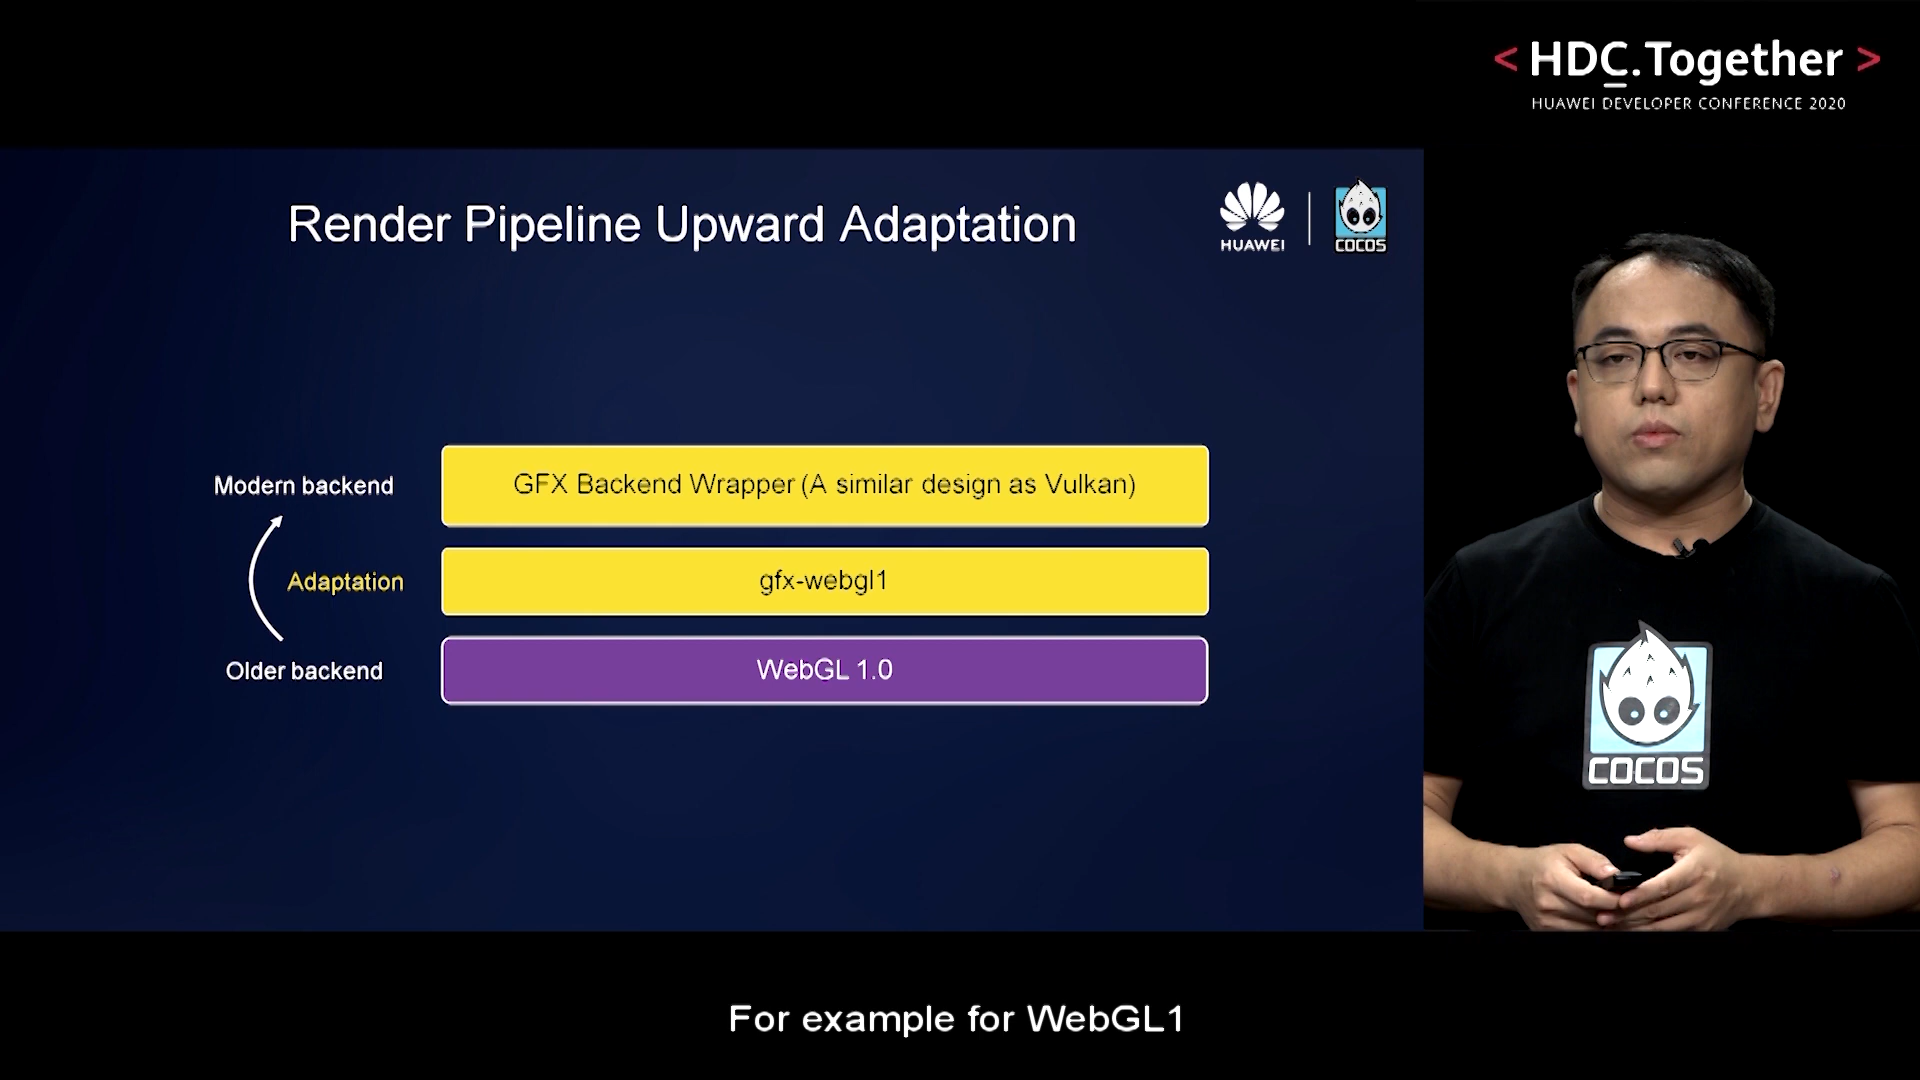 < HDC.Together >
HUAWEI DEVELOPER CONFERENCE 2020
Render Pipeline Upward Adaptation
HUAWEI
COCOS
Modern backend
GFX Backend Wrapper (A similar design as Vulkan)
Adaptation
gfx-webgl1
Older backend
WebGL 1.0
COCOS
For example for WebGL1